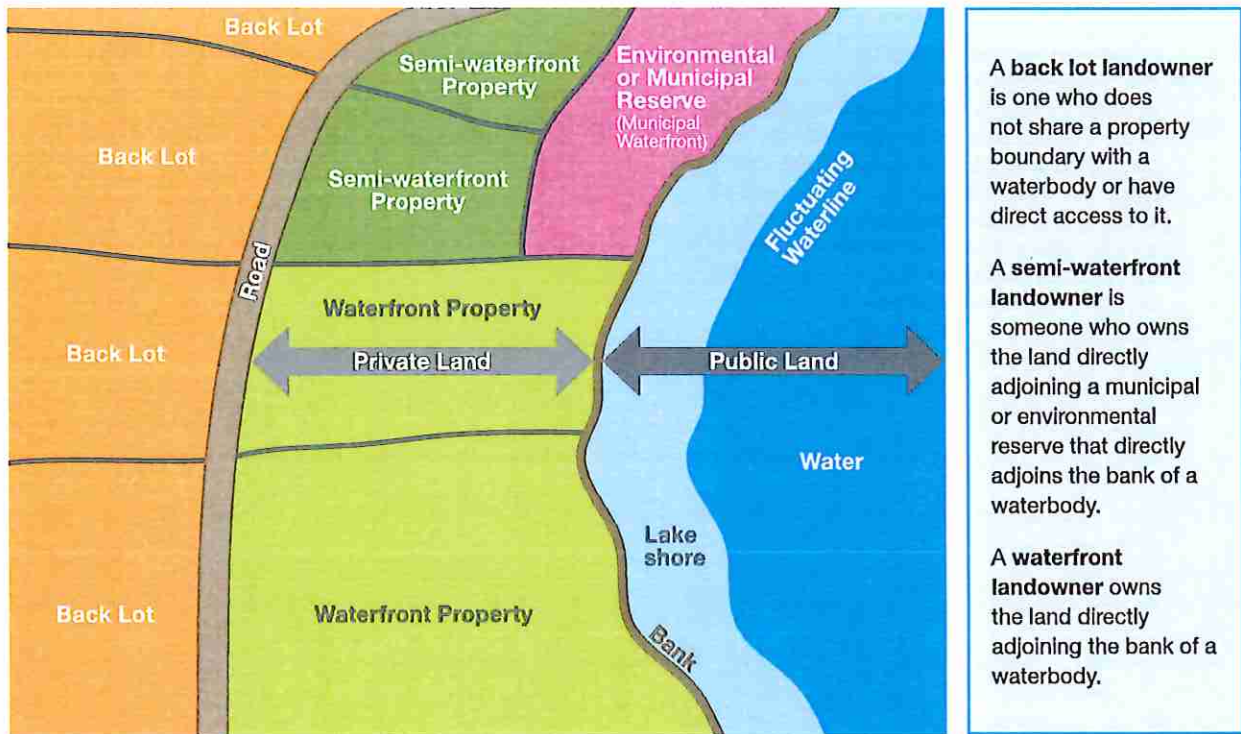 Back Lot
Semi-waterfront
Property
Environmental
or Municipal
Reserve
(Municipal
Waterfront)
Back Lot
Semi-waterfront
Property
Fluctuating
Waterline
Road
Waterfront Property
Back Lot
Private Land
Public Land
Water
Lake
shore
Back Lot
Waterfront Property
Bank
A back lot landowner
is one who does
not share a property
boundary with a
waterbody or have
direct access to it.
A semi-waterfront
landowner is
someone who owns
the land directly
adjoining a municipal
or environmental
reserve that directly
adjoins the bank of a
waterbody.
A waterfront
landowner owns
the land directly
adjoining the bank of a
waterbody.